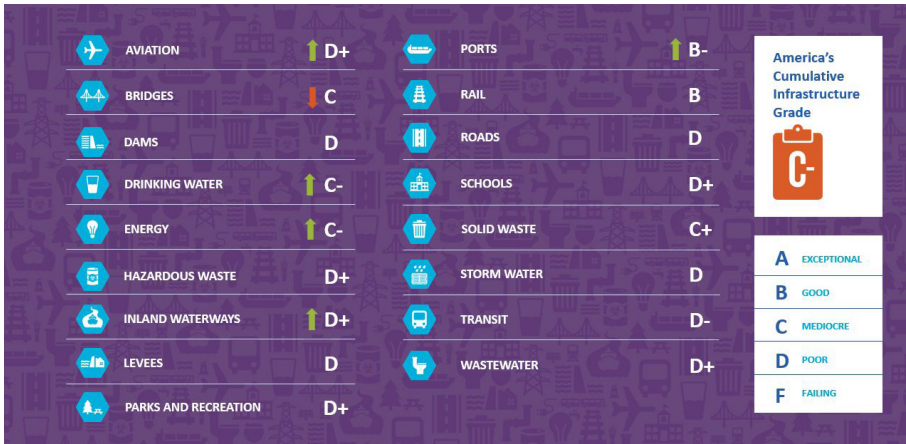 AVIATION D+
BRIDGES C
DAMS D
DRINKING WATER C-
ENERGY C-
HAZARDOUS WASTE D+
INLAND WATERWAYS D+
LEVEES D
PARKS AND RECREATION D+
PORTS B-
RAIL B
ROADS D
SCHOOLS D+
SOLID WASTE C+
STORM WATER D
TRANSIT D-
WASTEWATER D+
America's
Cumulative
Infrastructure
Grade
C-
A EXCEPTIONAL
B GOOD
C MEDIOCRE
D POOR
F FAILING